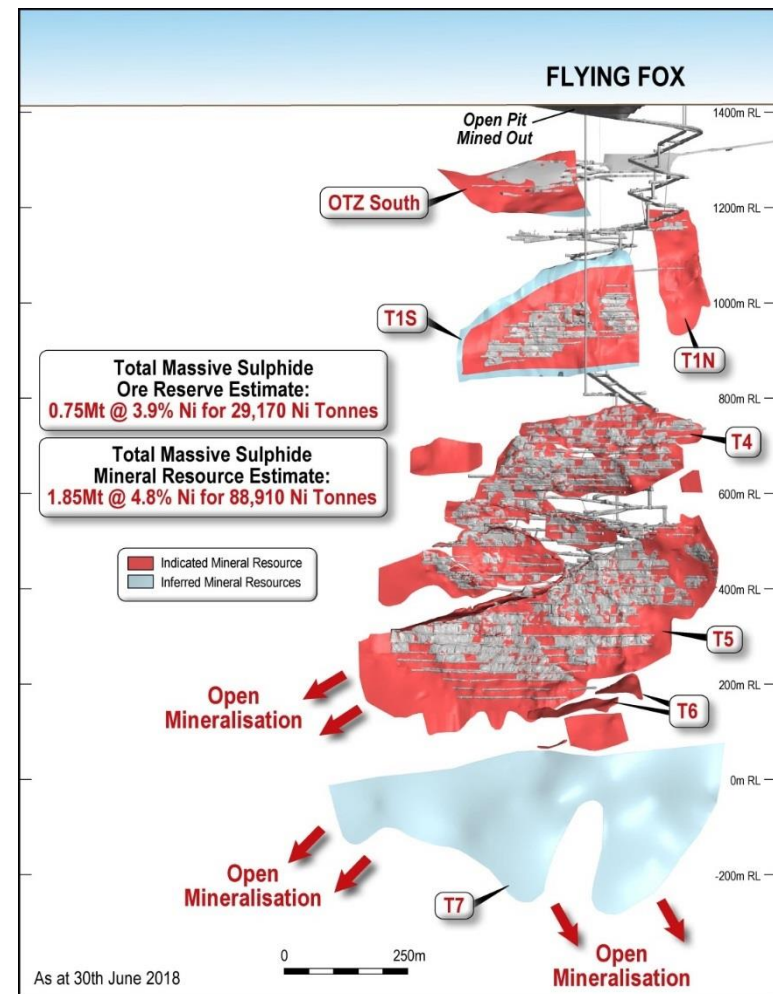 FLYING FOX
Open Pit
Mined Out
1400m RL
OTZ South
1200m RL
1000m RL
T1S
T1N
Total Massive Sulphide
Ore Reserve Estimate:
0.75Mt @ 3.9% Ni for 29,170 Ni Tonnes
800m RL
T4
Total Massive Sulphide
Mineral Resource Estimate:
1.85Mt @ 4.8% Ni for 88,910 Ni Tonnes
600m RL
Indicated Mineral Resource
Inferred Mineral Resources
400m RL
T5
200m RL
Open
Mineralisation
T6
0m RL
Open
Mineralisation
-200m RL
T7
Open
Mineralisation
0 250m
As at 30th June 2018